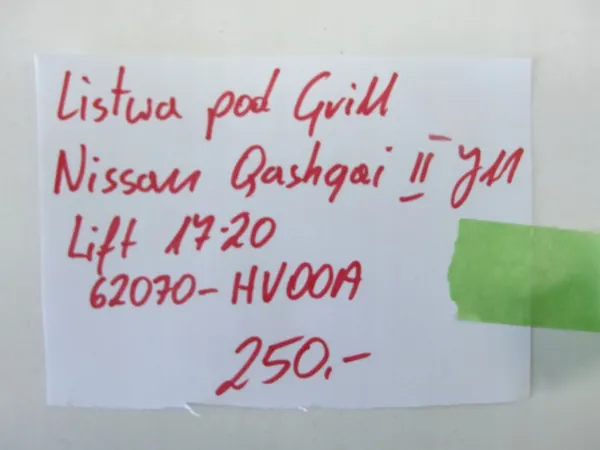 Listwa pod Grill
Nissan Qashqai II J11
Lift 17-20
62070-HV00A
250.-